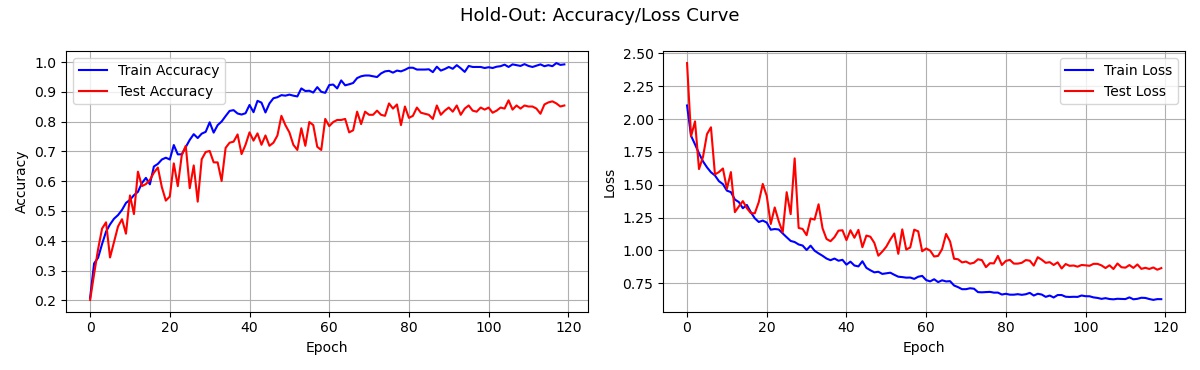 Hold-Out: Accuracy/Loss Curve
Accuracy
1.0
0.9
0.8
0.7
0.6
0.5
0.4
0.3
0.2
Train Accuracy
Test Accuracy
0 20 40 60 80 100 120
Epoch
Loss
2.50
2.25
2.00
1.75
1.50
1.25
1.00
0.75
Train Loss
Test Loss
0 20 40 60 80 100 120
Epoch